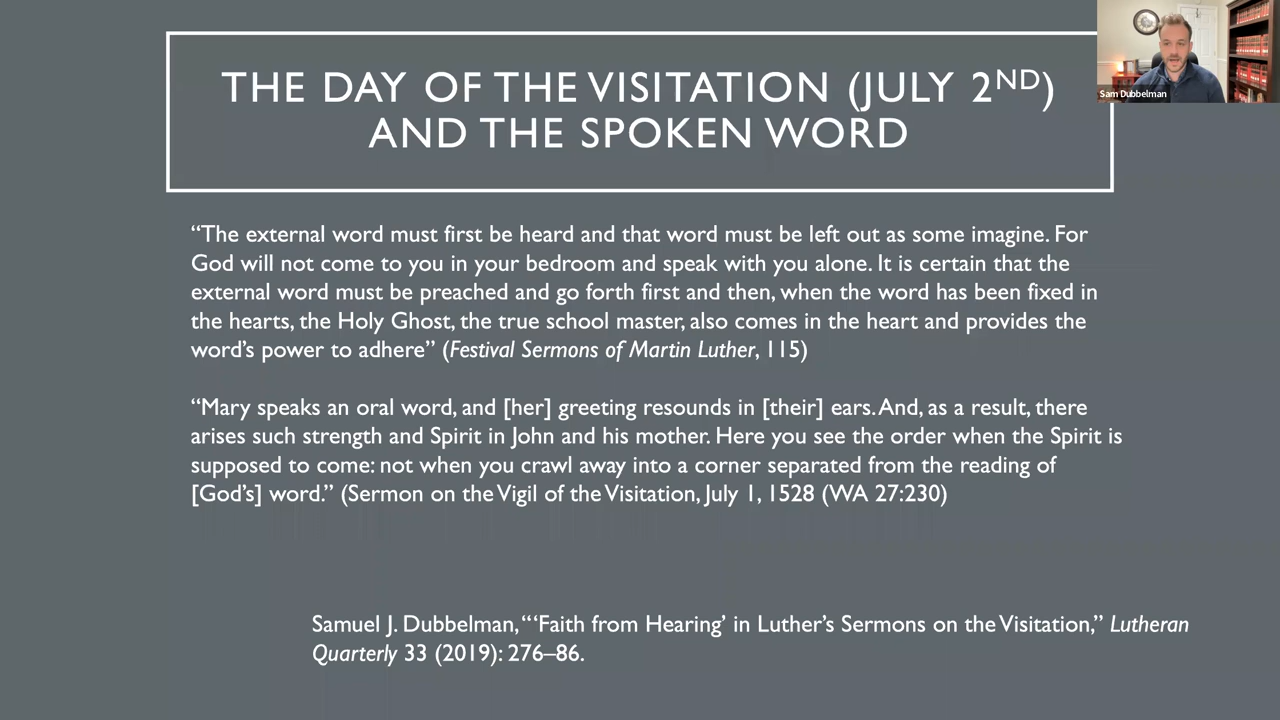 THE DAY OF THE VISITATION (JULY 2ND)
AND THE SPOKEN WORD
Sam Dubbelman
“The external word must first be heard and that word must be left out as some imagine. For
God will not come to you in your bedroom and speak with you alone. It is certain that the
external word must be preached and go forth first and then, when the word has been fixed in
the hearts, the Holy Ghost, the true school master, also comes in the heart and provides the
word’s power to adhere” (Festival Sermons of Martin Luther, 115)
“Mary speaks an oral word, and [her] greeting resounds in [their] ears. And, as a result, there
arises such strength and Spirit in John and his mother. Here you see the order when the Spirit is
supposed to come: not when you crawl away into a corner separated from the reading of
[God’s] word.” (Sermon on the Vigil of the Visitation, July 1, 1528 (WA 27:230)
Samuel J. Dubbelman, “‘Faith from Hearing’ in Luther’s Sermons on the Visitation,” Lutheran
Quarterly 33 (2019): 276–86.